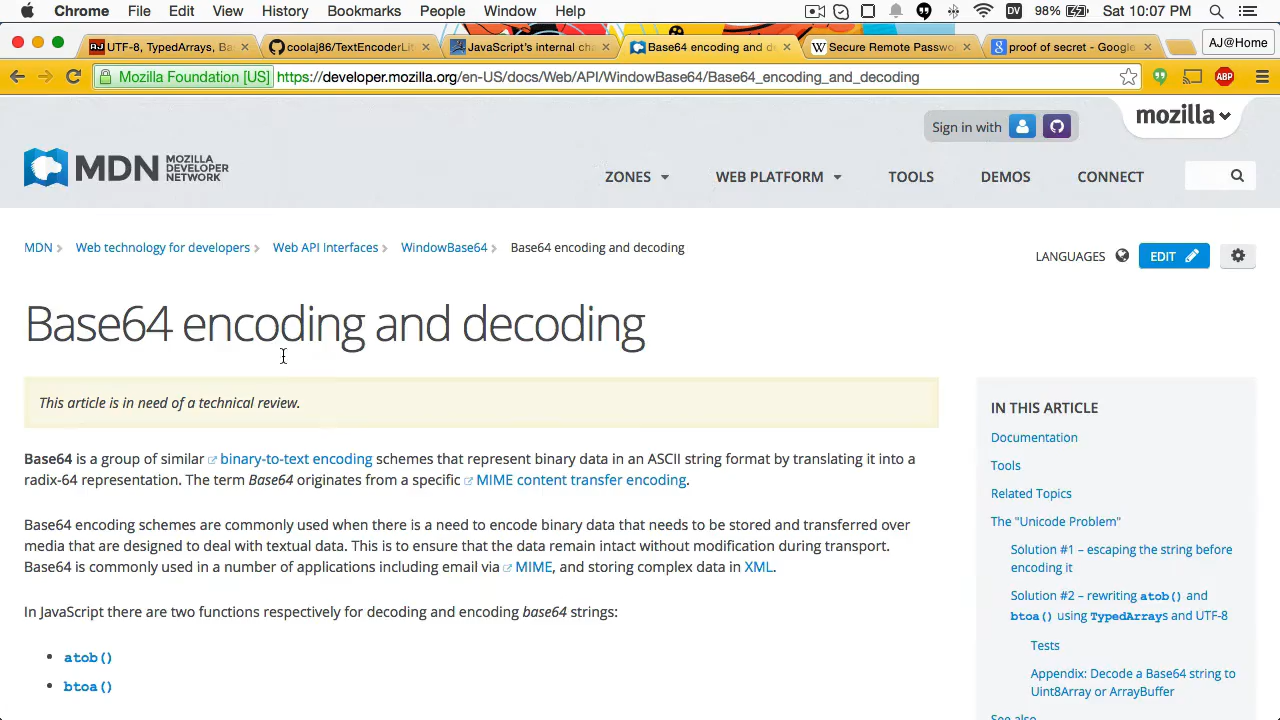 Chrome File Edit View History Bookmarks People Window Help 98% Sat 10:07 PM
UTF-8, TypedArrays, Ba coolaj86/TextEncoderLi JavaScript's internal cha Base64 encoding and de Secure Remote Passwo proof of secret - Google AJ@Home
Mozilla Foundation [US] https://developer.mozilla.org/en-US/docs/Web/API/WindowBase64/Base64_encoding_and_decoding ABP
Sign in with mozilla
MDN MOZILLA DEVELOPER NETWORK
ZONES WEB PLATFORM TOOLS DEMOS CONNECT
MDN Web technology for developers Web API Interfaces WindowBase64 Base64 encoding and decoding
LANGUAGES EDIT
Base64 encoding and decoding
This article is in need of a technical review.
Base64 is a group of similar binary-to-text encoding schemes that represent binary data in an ASCII string format by translating it into a
radix-64 representation. The term Base64 originates from a specific MIME content transfer encoding.
Base64 encoding schemes are commonly used when there is a need to encode binary data that needs to be stored and transferred over
media that are designed to deal with textual data. This is to ensure that the data remain intact without modification during transport.
Base64 is commonly used in a number of applications including email via MIME, and storing complex data in XML.
In JavaScript there are two functions respectively for decoding and encoding base64 strings:
atob()
btoa()
IN THIS ARTICLE
Documentation
Tools
Related Topics
The "Unicode Problem"
Solution #1 – escaping the string before
encoding it
Solution #2 – rewriting atob() and
btoa() using TypedArrays and UTF-8
Tests
Appendix: Decode a Base64 string to
Uint8Array or ArrayBuffer
See also